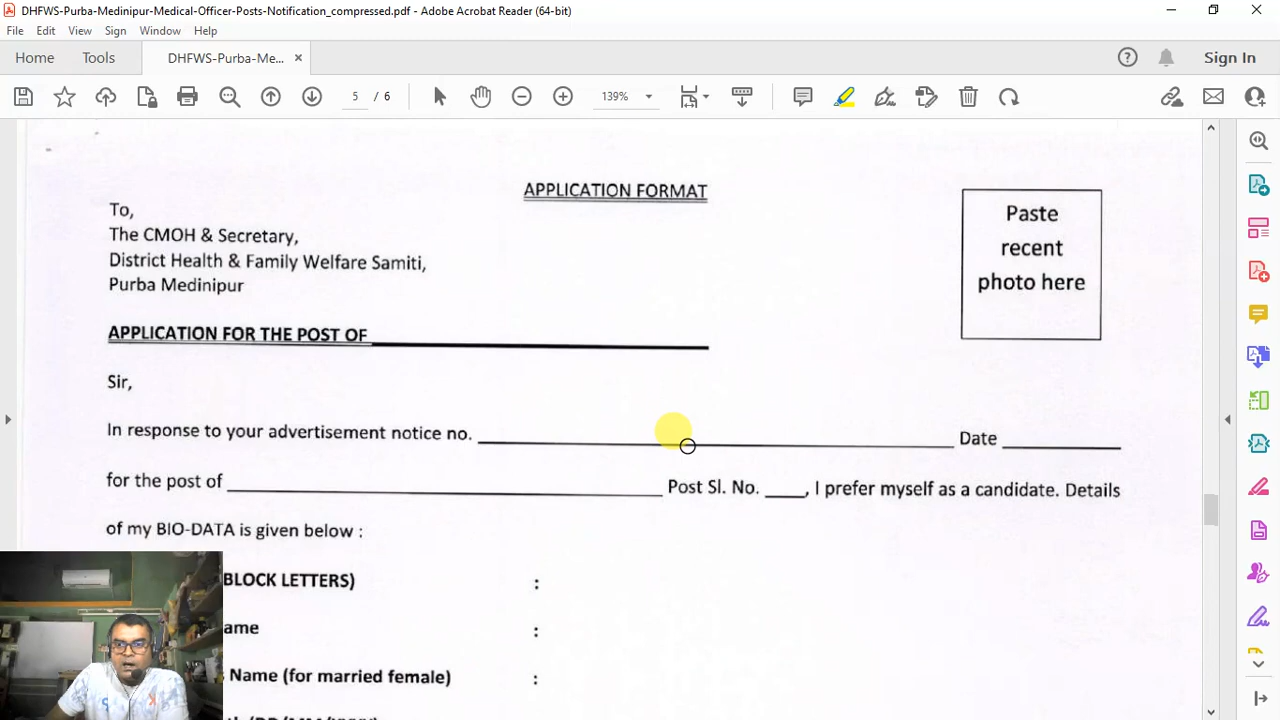 DHFWS-Purba-Medinipur-Medical-Officer-Posts-Notification_compressed.pdf - Adobe Acrobat Reader (64-bit)
File Edit View Sign Window Help
Home Tools DHFWS-Purba-Me... Sign In
5 / 6 139%
APPLICATION FORMAT
To,
The CMOH & Secretary,
District Health & Family Welfare Samiti,
Purba Medinipur
Paste
recent
photo here
APPLICATION FOR THE POST OF
Sir,
In response to your advertisement notice no. Date
for the post of Post Sl. No. , I prefer myself as a candidate. Details
of my BIO-DATA is given below :
BLOCK LETTERS) :
ame :
Name (for married female) :